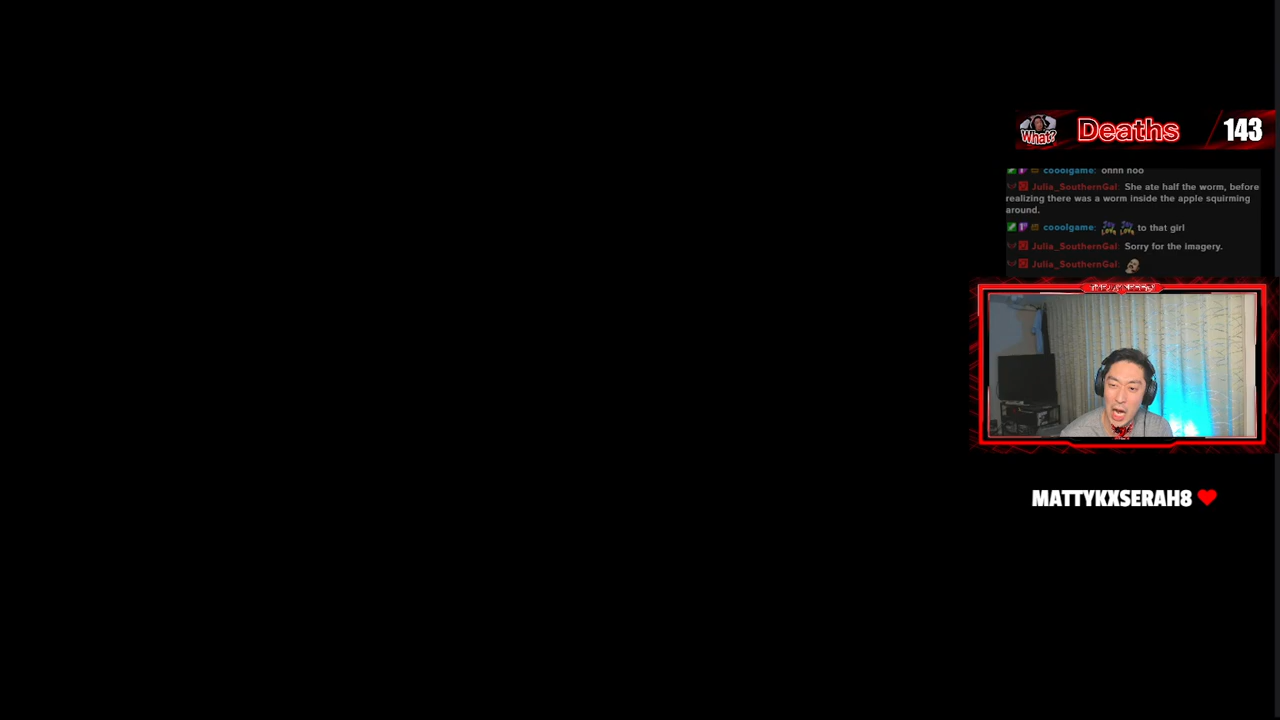 What?
Deaths
143
cooolgame: ohhh noo
Julia_SouthernGal: She ate half the worm, before
realizing there was a worm inside the apple squirming
around.
cooolgame: to that girl
Julia_SouthernGal: Sorry for the imagery.
Julia_SouthernGal:
MATTYKXSERAH8